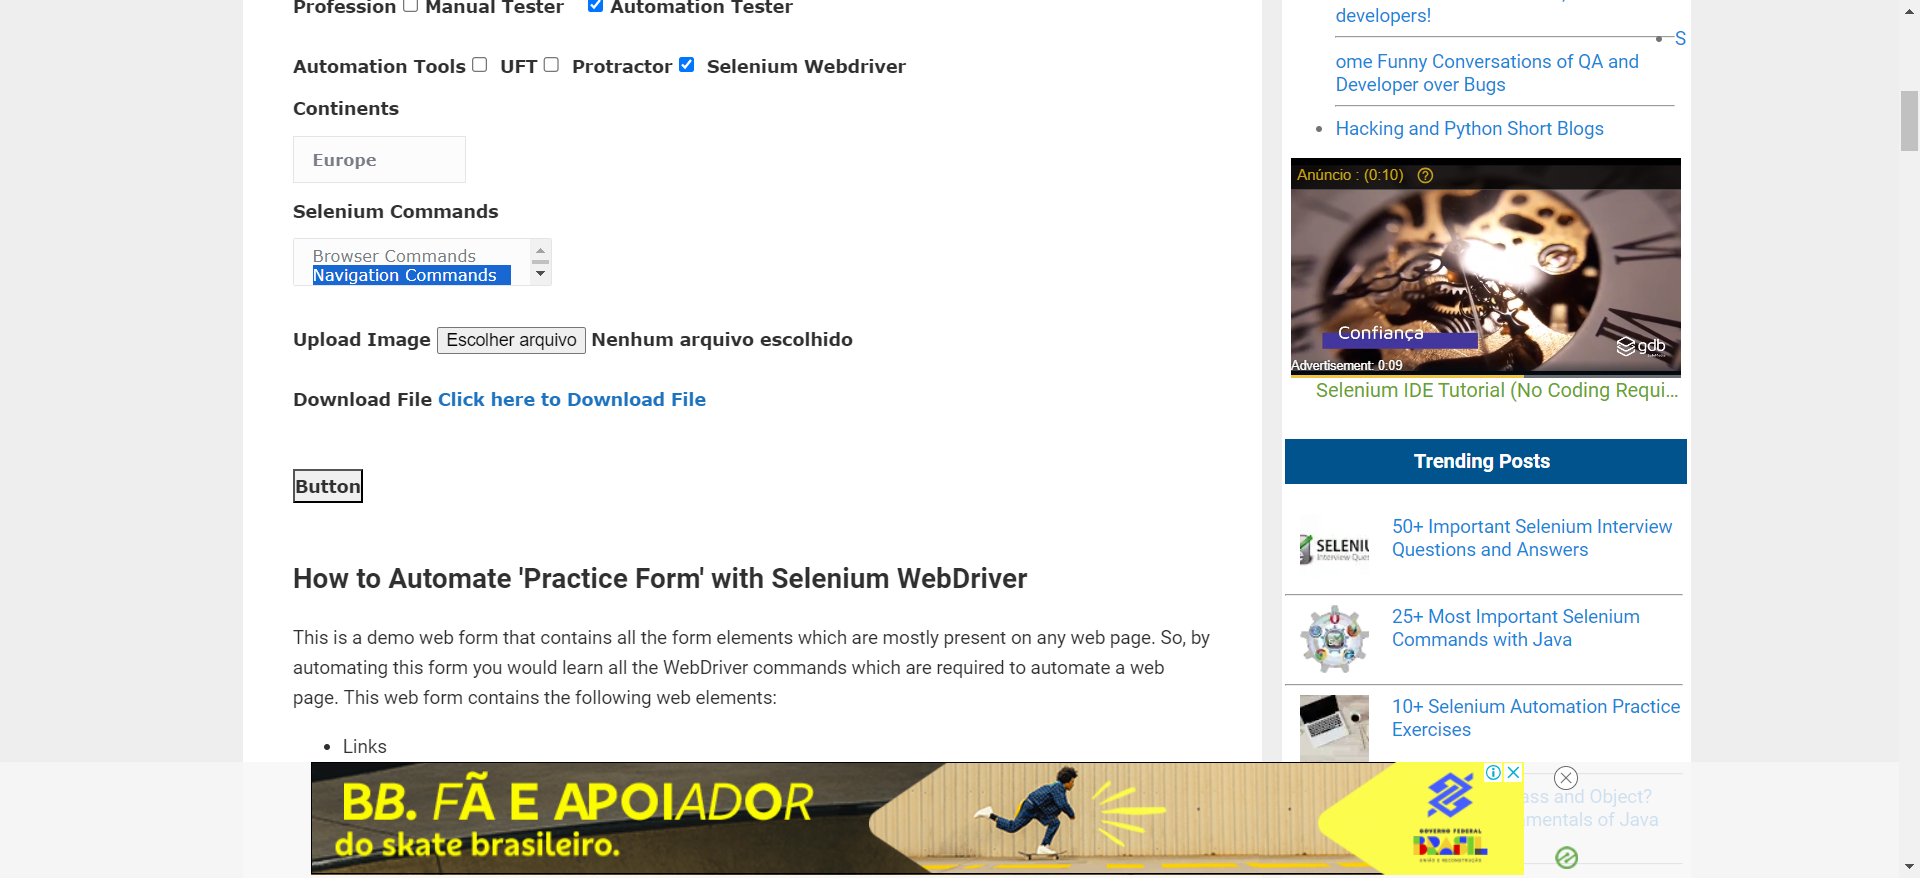 Profession Manual Tester Automation Tester
Automation Tools UFT Protractor Selenium Webdriver
Continents
Europe
Selenium Commands
Browser Commands
Navigation Commands
Upload Image Escolher arquivo Nenhum arquivo escolhido
Download File Click here to Download File
Button
How to Automate 'Practice Form' with Selenium WebDriver
This is a demo web form that contains all the form elements which are mostly present on any web page. So, by
automating this form you would learn all the WebDriver commands which are required to automate a web
page. This web form contains the following web elements:
• Links
developers!
• S
ome Funny Conversations of QA and
Developer over Bugs
• Hacking and Python Short Blogs
Anúncio : (0:10)
Confiança
gdb
Advertisement: 0:09
Selenium IDE Tutorial (No Coding Requi...
Trending Posts
SELENIU
Interview Ques
50+ Important Selenium Interview
Questions and Answers
25+ Most Important Selenium
Commands with Java
10+ Selenium Automation Practice
Exercises
ass and Object?
mentals of Java
BB. FÃ E APOIADOR
do skate brasileiro.
GOVERNO FEDERAL
BRASIL
UNIÃO E RECONSTRUÇÃO